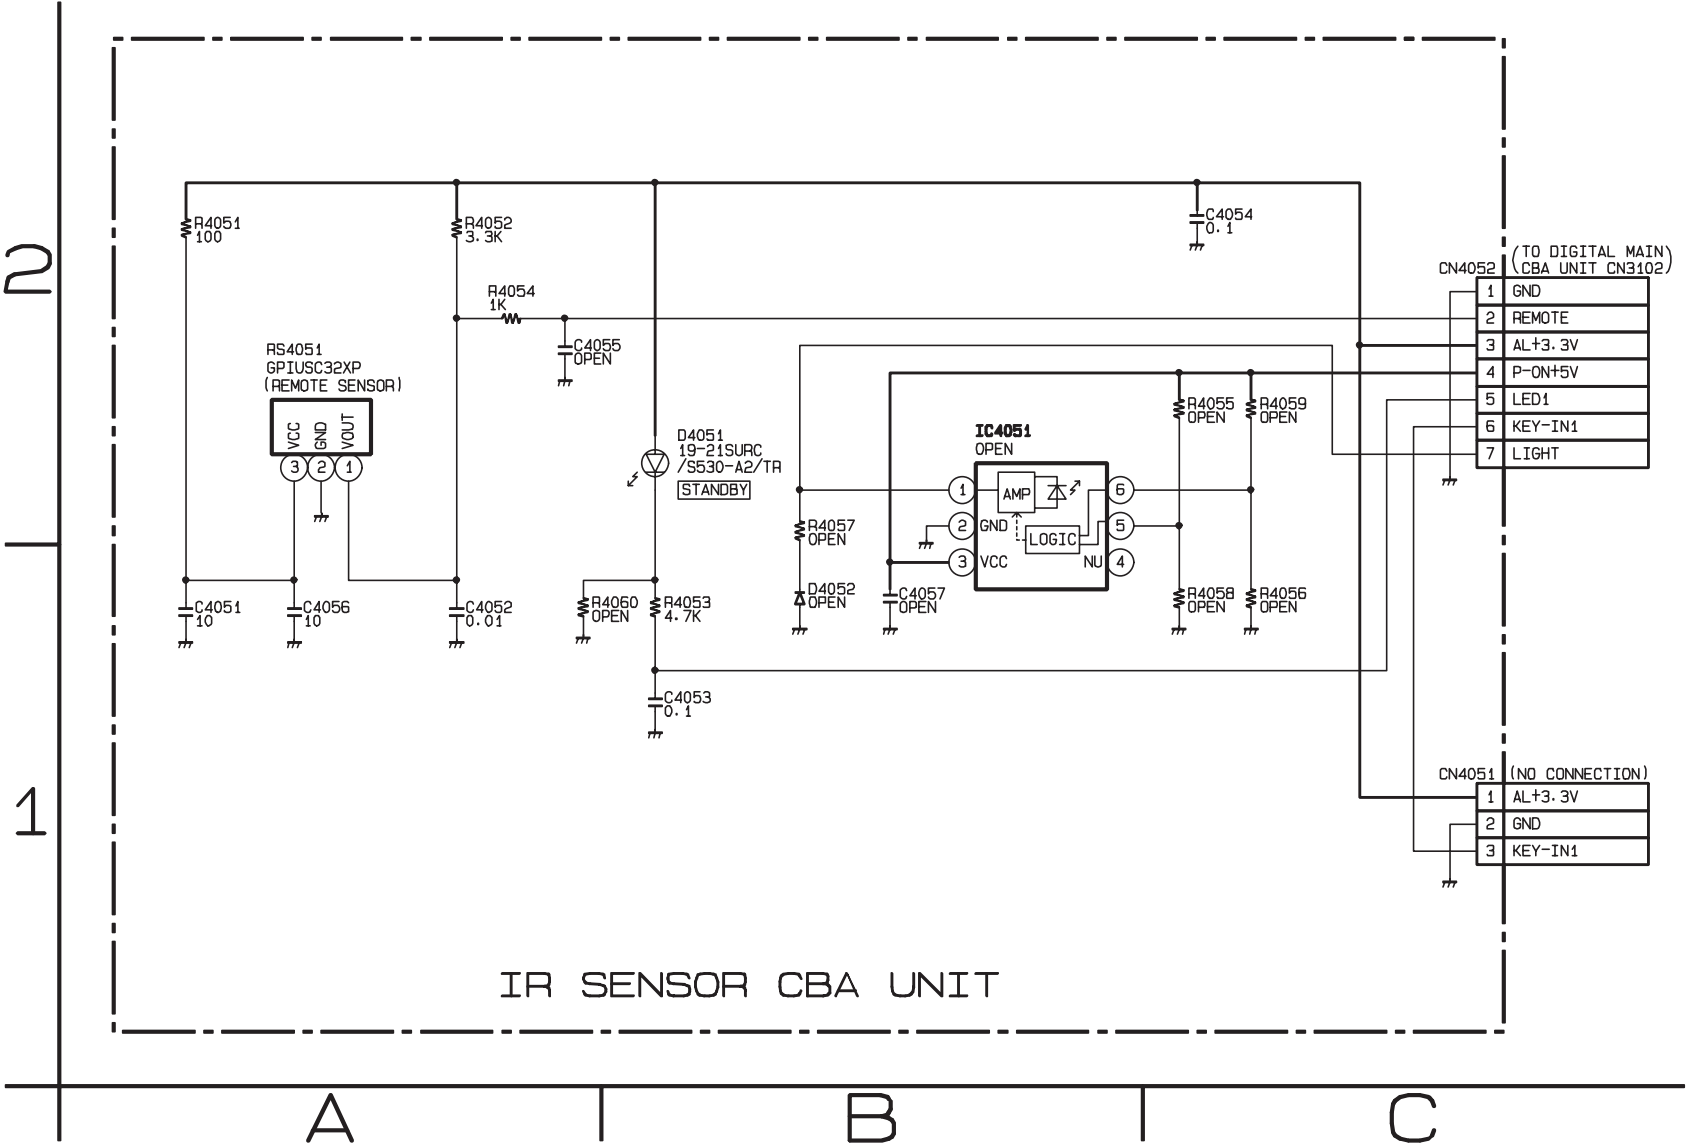 2
1
A
B
C
R4051
100
R4052
3.3K
R4054
1K
C4055
OPEN
RS4051
GPIUSC32XP
(REMOTE SENSOR)
VCC
GND
VOUT
3
2
1
C4051
10
C4056
10
C4052
0.01
D4051
19-21SURC
/S530-A2/TR
STANDBY
R4060
OPEN
R4053
4.7K
C4053
0.1
R4057
OPEN
D4052
OPEN
C4057
OPEN
IC4051
OPEN
1
2
3
AMP
GND
LOGIC
VCC
NU
6
5
4
C4054
0.1
R4055
OPEN
R4059
OPEN
R4058
OPEN
R4056
OPEN
CN4052
(TO DIGITAL MAIN)
(CBA UNIT CN3102)
1 GND
2 REMOTE
3 AL+3.3V
4 P-ON+5V
5 LED1
6 KEY-IN1
7 LIGHT
CN4051 (NO CONNECTION)
1 AL+3.3V
2 GND
3 KEY-IN1
IR SENSOR CBA UNIT